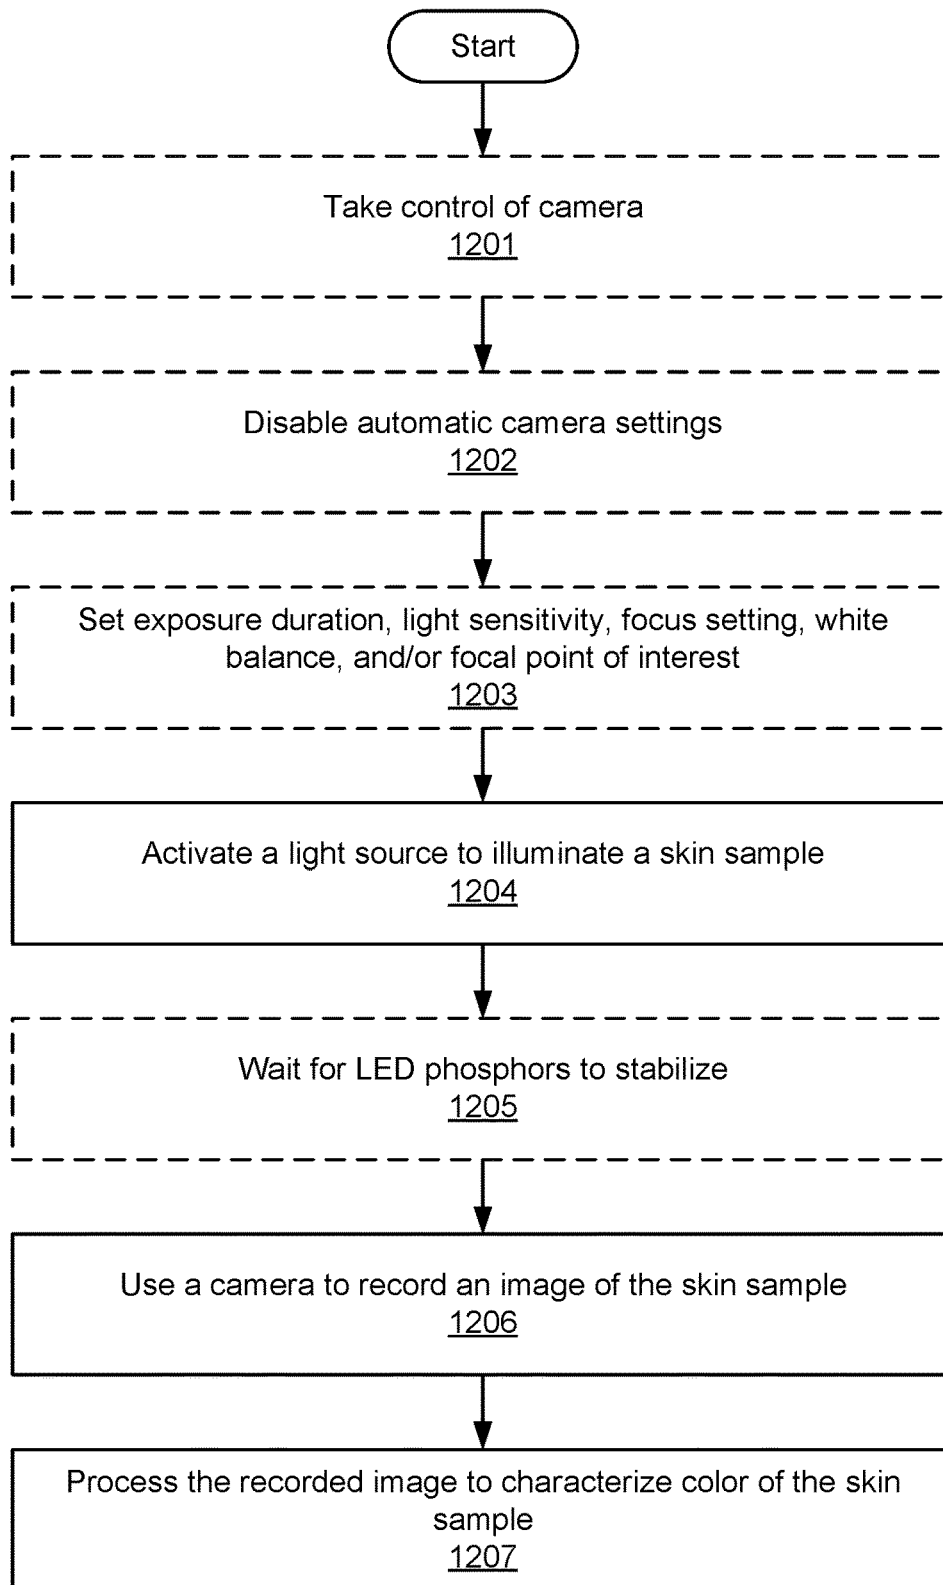 Start
Take control of camera
1201
Disable automatic camera settings
1202
Set exposure duration, light sensitivity, focus setting, white
balance, and/or focal point of interest
1203
Activate a light source to illuminate a skin sample
1204
Wait for LED phosphors to stabilize
1205
Use a camera to record an image of the skin sample
1206
Process the recorded image to characterize color of the skin
sample
1207